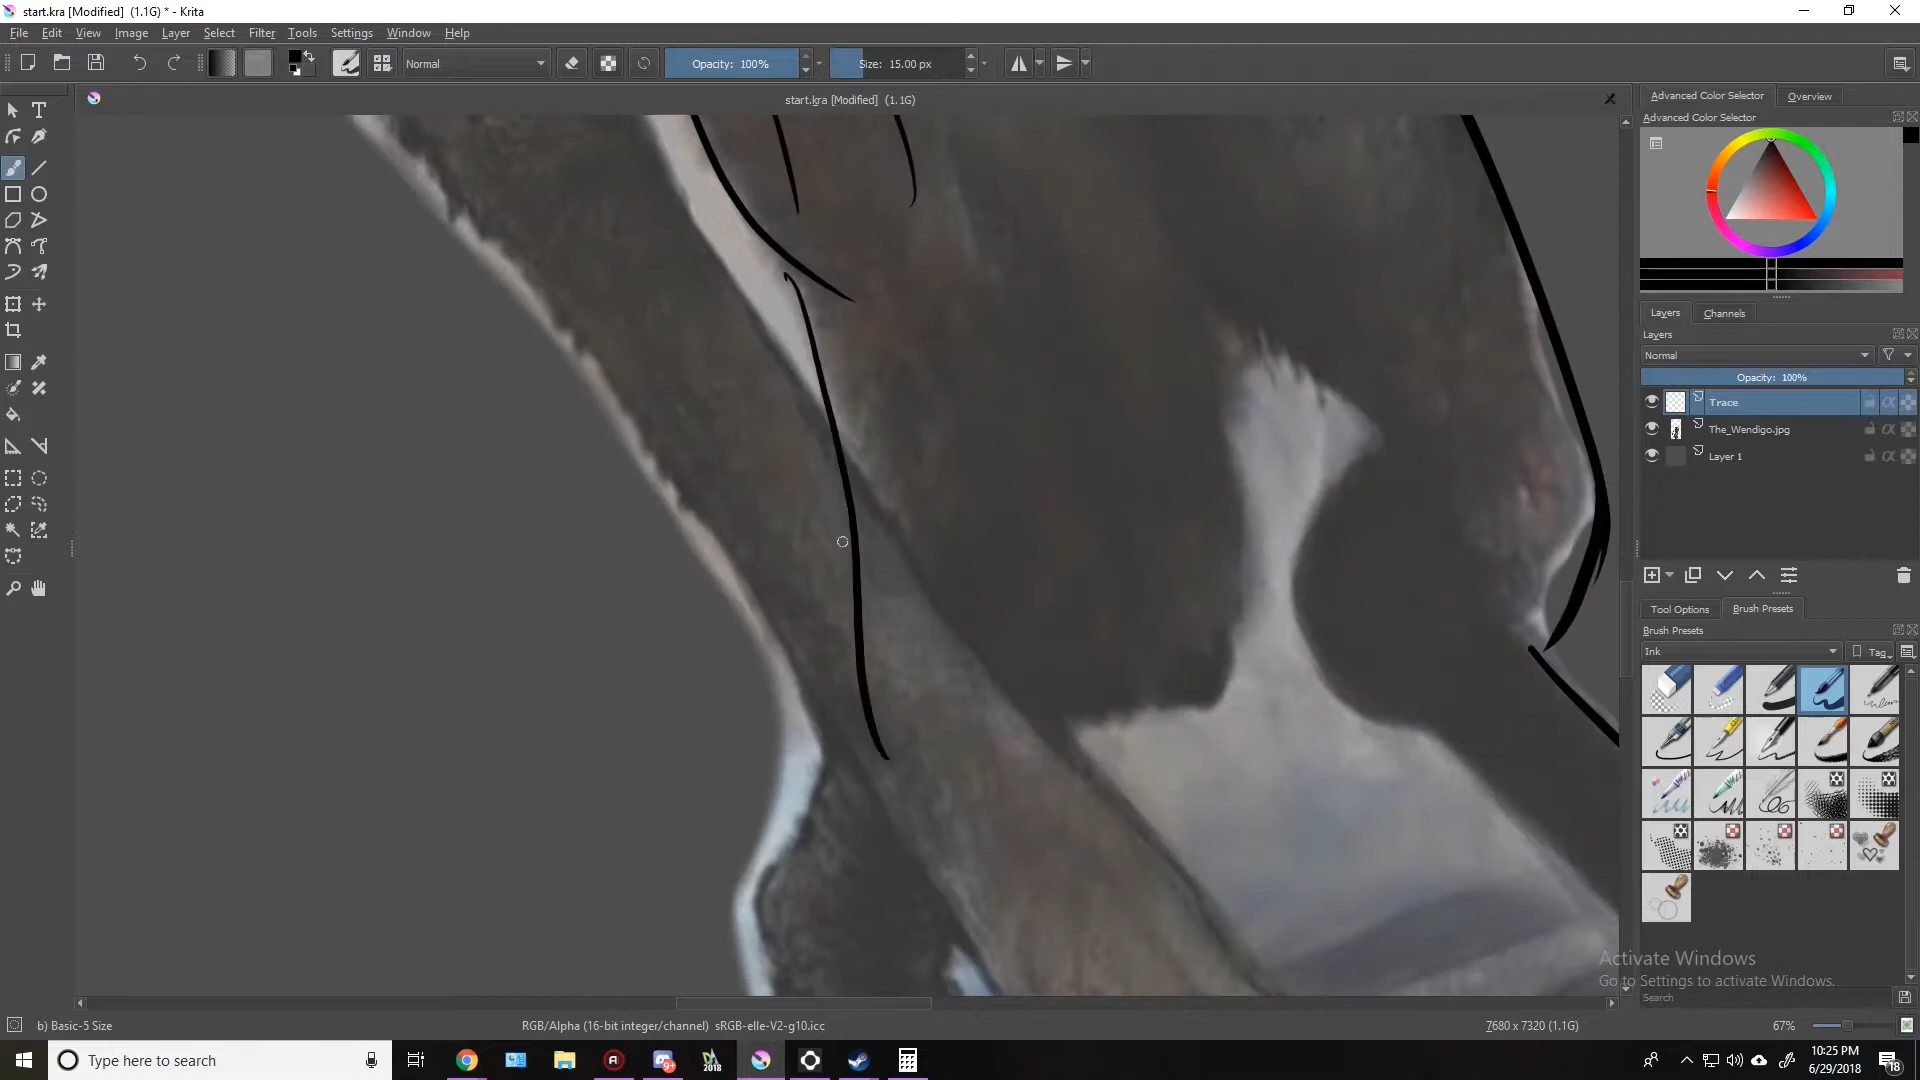 start.kra [Modified] (1.1G) * - Krita
File Edit View Image Layer Select Filter Tools Settings Window Help
Normal Opacity: 100% Size: 15.00 px
start.kra [Modified] (1.1G)
Advanced Color Selector Overview
Advanced Color Selector
Layers Channels
Layers
Normal
Opacity: 100%
Trace
The_Wendigo.jpg
Layer 1
Tool Options Brush Presets
Brush Presets
Ink Tag
Activate Windows
Go to Settings to activate Windows.
Search
b) Basic-5 Size RGB/Alpha (16-bit integer/channel) sRGB-elle-V2-g10.icc 7680 x 7320 (1.1G) 67%
Type here to search
9+
2018
10:25 PM
6/29/2018
18